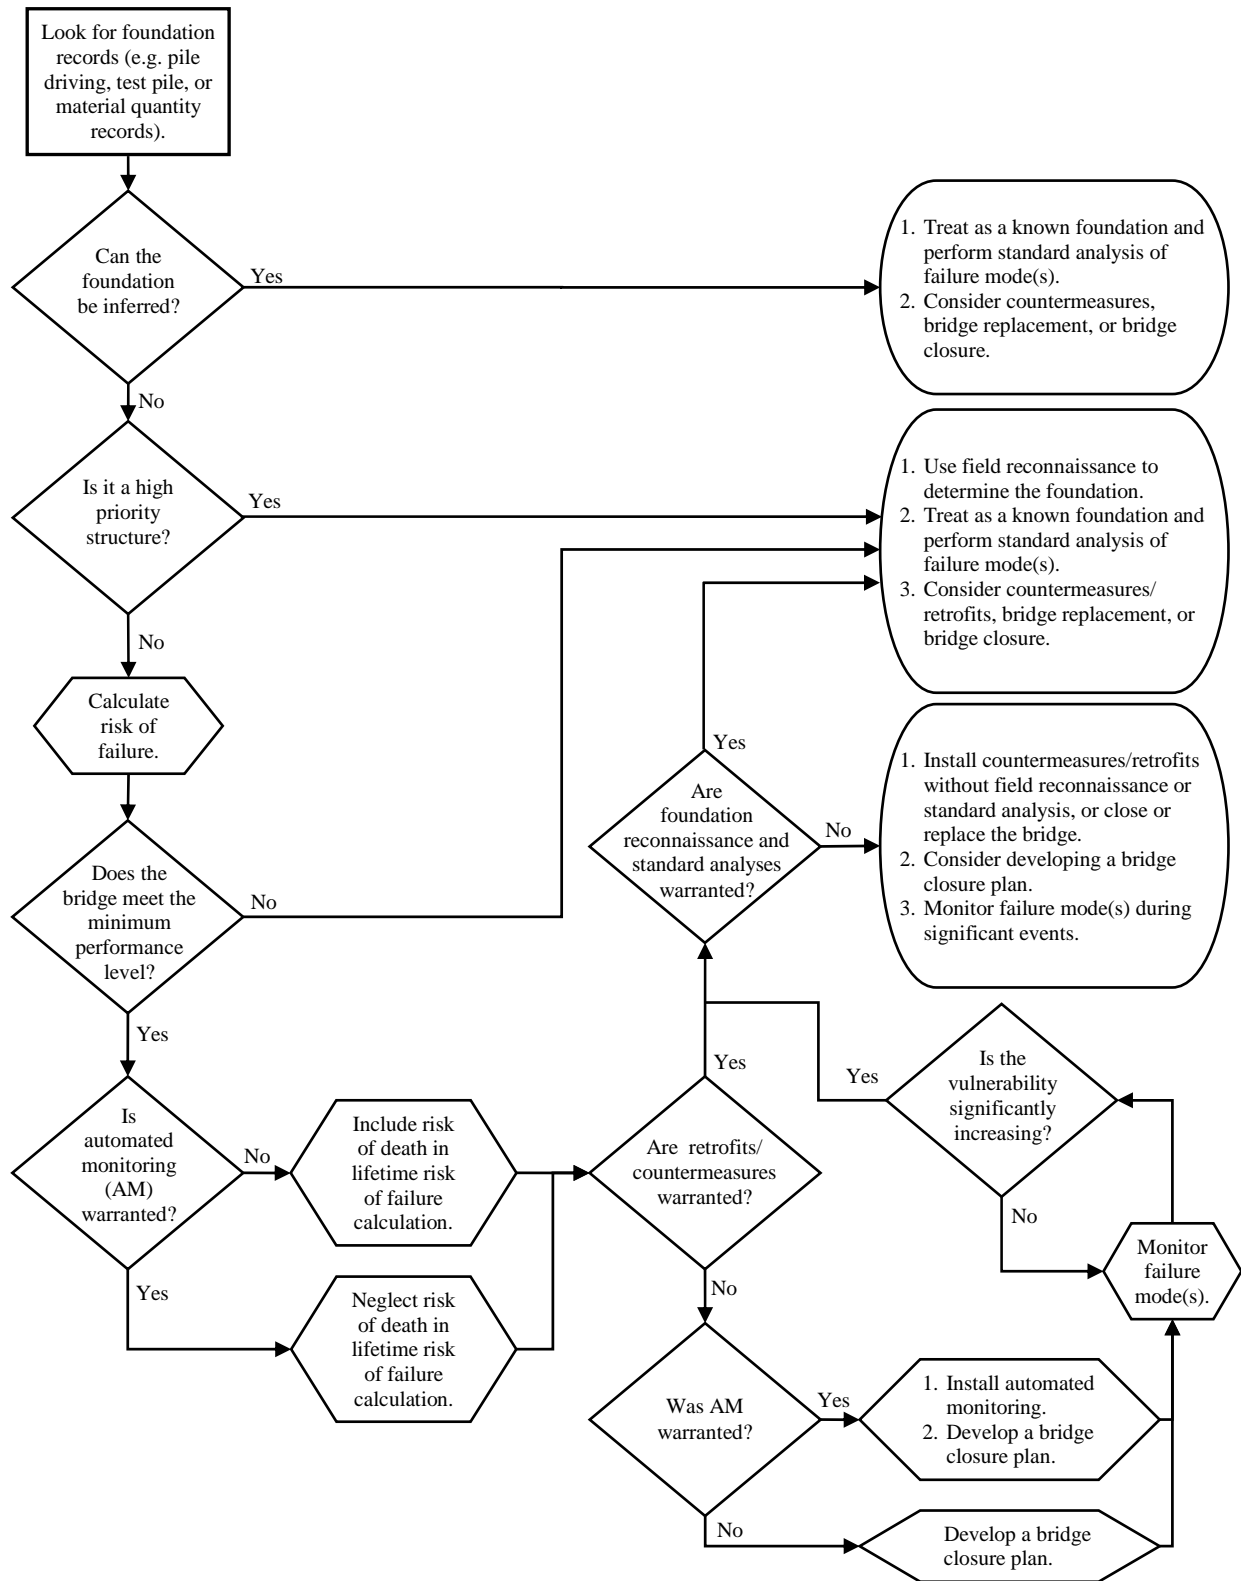 Look for foundation
records (e.g. pile
driving, test pile, or
material quantity
records).
Can the
foundation
be inferred?
Yes
No
1. Treat as a known foundation and
perform standard analysis of
failure mode(s).
2. Consider countermeasures,
bridge replacement, or bridge
closure.
Is it a high
priority
structure?
Yes
No
1. Use field reconnaissance to
determine the foundation.
2. Treat as a known foundation and
perform standard analysis of
failure mode(s).
3. Consider countermeasures/
retrofits, bridge replacement, or
bridge closure.
Calculate
risk of
failure.
Does the
bridge meet the
minimum
performance
level?
No
Yes
Are
foundation
reconnaissance and
standard analyses
warranted?
Yes
No
1. Install countermeasures/retrofits
without field reconnaissance or
standard analysis, or close or
replace the bridge.
2. Consider developing a bridge
closure plan.
3. Monitor failure mode(s) during
significant events.
Is
automated
monitoring
(AM)
warranted?
No
Yes
Include risk
of death in
lifetime risk
of failure
calculation.
Neglect risk
of death in
lifetime risk
of failure
calculation.
Are retrofits/
countermeasures
warranted?
Yes
No
Is the
vulnerability
significantly
increasing?
Yes
No
Monitor
failure
mode(s).
Was AM
warranted?
Yes
No
1. Install automated
monitoring.
2. Develop a bridge
closure plan.
Develop a bridge
closure plan.